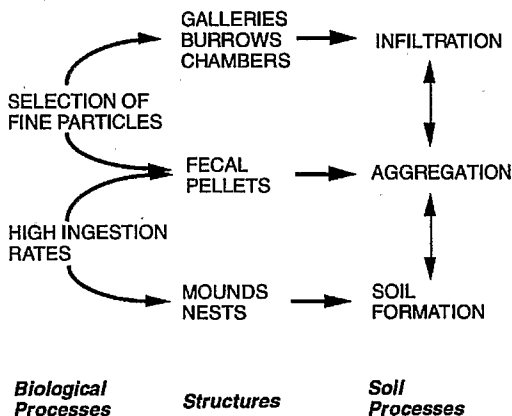 GALLERIES
BURROWS
CHAMBERS
INFILTRATION
SELECTION OF
FINE PARTICLES
FECAL
PELLETS
AGGREGATION
HIGH INGESTION
RATES
MOUNDS
NESTS
SOIL
FORMATION
Biological
Processes
Structures
Soil
Processes